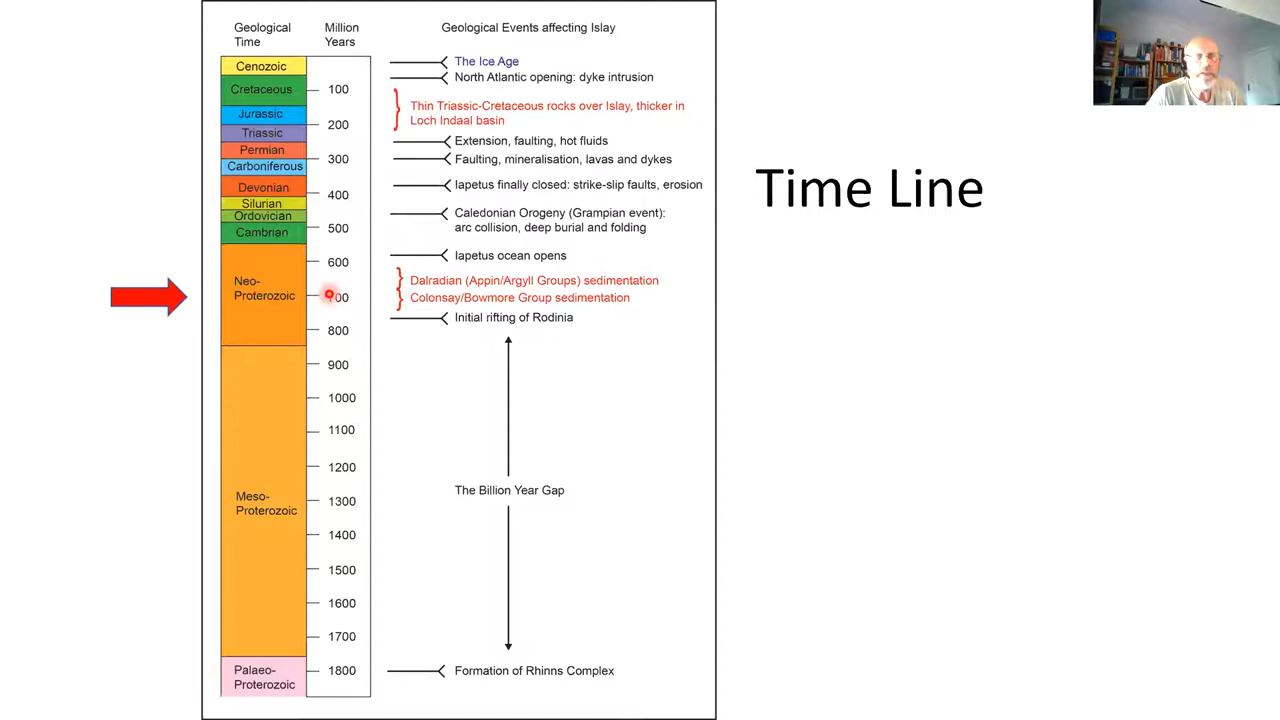 Geological
Time
Million
Years
Geological Events affecting Islay
Cenozoic
Cretaceous
Jurassic
Triassic
Permian
Carboniferous
Devonian
Silurian
Ordovician
Cambrian
Neo-
Proterozoic
Meso-
Proterozoic
Palaeo-
Proterozoic
100
200
300
400
500
600
800
900
1000
1100
1200
1300
1400
1500
1600
1700
1800
The Ice Age
North Atlantic opening: dyke intrusion
Thin Triassic-Cretaceous rocks over Islay, thicker in
Loch Indaal basin
Extension, faulting, hot fluids
Faulting, mineralisation, lavas and dykes
Iapetus finally closed: strike-slip faults, erosion
Caledonian Orogeny (Grampian event):
arc collision, deep burial and folding
Iapetus ocean opens
Dalradian (Appin/Argyll Groups) sedimentation
Colonsay/Bowmore Group sedimentation
Initial rifting of Rodinia
The Billion Year Gap
Formation of Rhinns Complex
Time Line